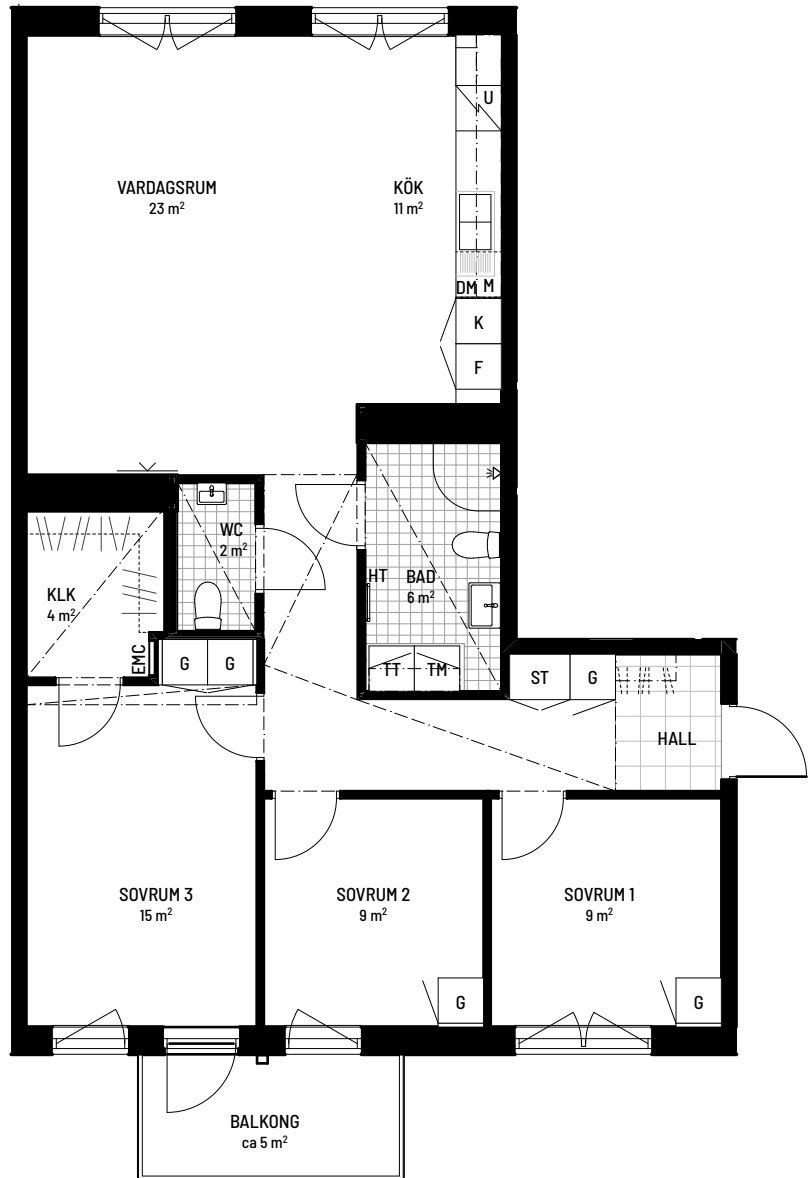 U
VARDAGSRUM
23 m²
KÖK
11 m²
DM M
K
F
WC
2 m²
HT
BAD
6 m²
KLK
4 m²
EMC
G
G
TT
TM
ST
G
HALL
SOVRUM 3
15 m²
SOVRUM 2
9 m²
SOVRUM 1
9 m²
G
G
BALKONG
ca 5 m²